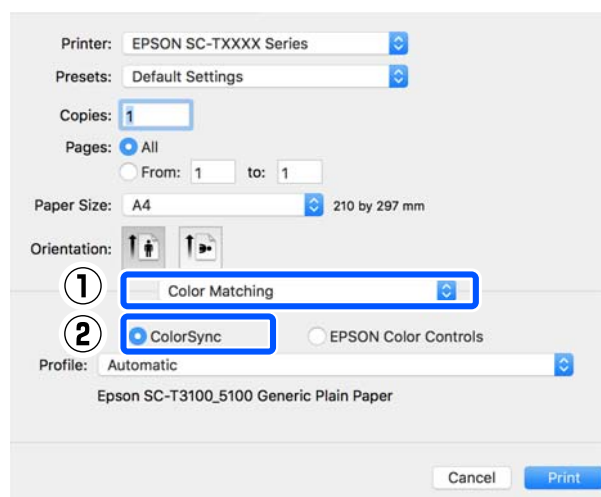 Printer: EPSON SC-TXXXX Series
Presets: Default Settings
Copies: 1
Pages: All
From: 1 to: 1
Paper Size: A4 210 by 297 mm
Orientation:
① Color Matching
② ColorSync EPSON Color Controls
Profile: Automatic
Epson SC-T3100_5100 Generic Plain Paper
Cancel Print